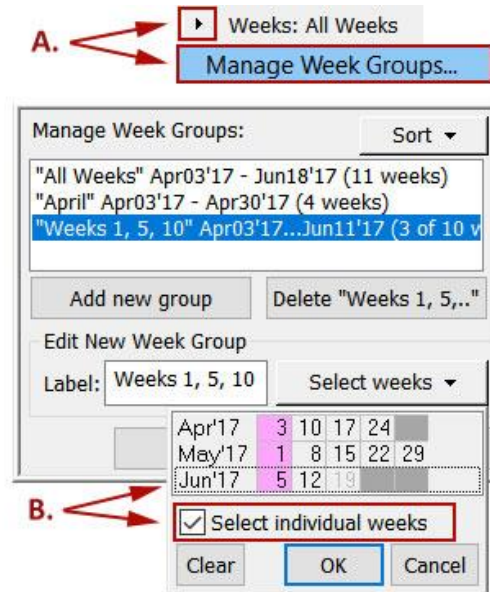 A.
Weeks: All Weeks
Manage Week Groups...
Manage Week Groups:
Sort
"All Weeks" Apr03'17 - Jun18'17 (11 weeks)
"April" Apr03'17 - Apr30'17 (4 weeks)
"Weeks 1, 5, 10" Apr03'17...Jun11'17 (3 of 10 w
Add new group
Delete "Weeks 1, 5,.."
Edit New Week Group
Label: Weeks 1, 5, 10
Select weeks
Apr'17 3 10 17 24
May'17 1 8 15 22 29
Jun'17 5 12 19
B.
Select individual weeks
Clear OK Cancel